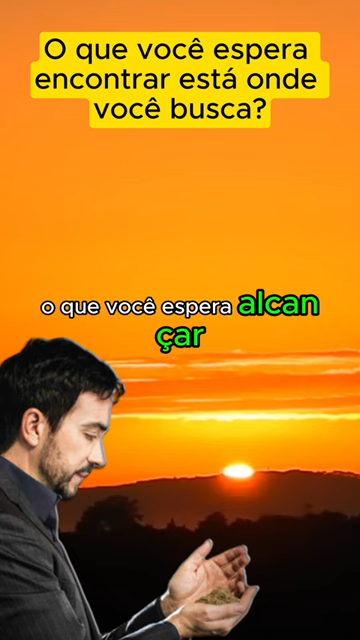 O que você espera
encontrar está onde
você busca?
o que você espera alcan
çar